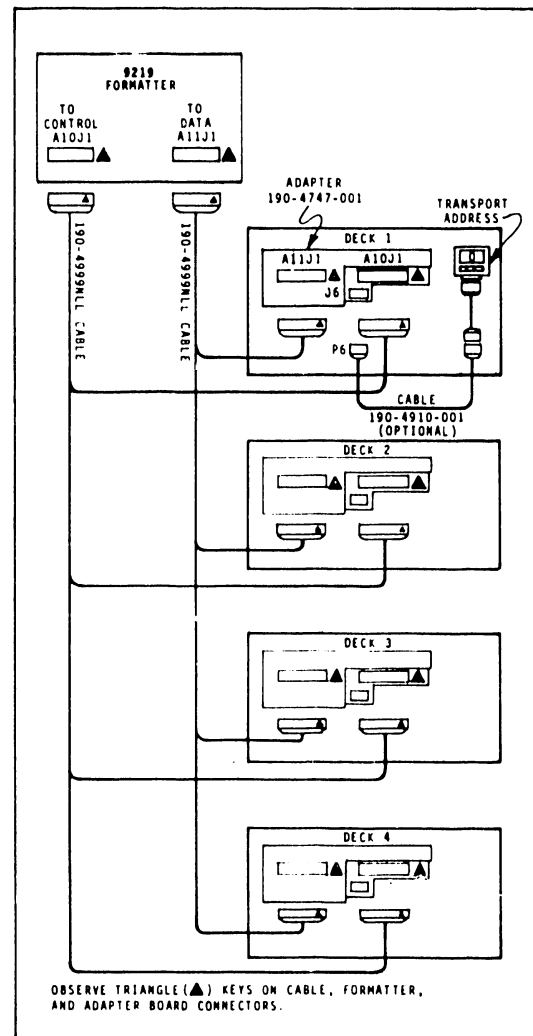 9219
FORMATTER
TO
CONTROL
A10J1
TO
DATA
A11J1
190-4999NLL CABLE
190-4999NLL CABLE
ADAPTER
190-4747-001
TRANSPORT
ADDRESS
DECK 1
A11J1
A10J1
J6
0
P6
CABLE
190-4910-001
(OPTIONAL)
DECK 2
DECK 3
DECK 4
OBSERVE TRIANGLE(▲) KEYS ON CABLE, FORMATTER,
AND ADAPTER BOARD CONNECTORS.